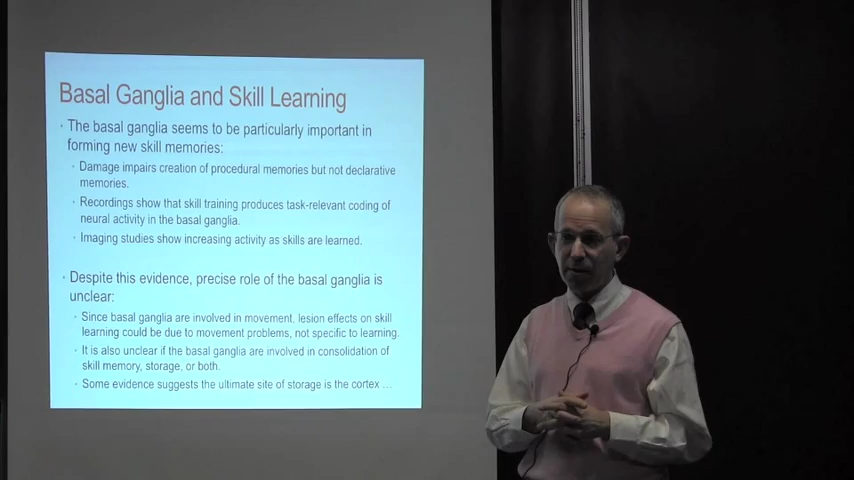 Basal Ganglia and Skill Learning
· The basal ganglia seems to be particularly important in
forming new skill memories:
· Damage impairs creation of procedural memories but not declarative
memories.
· Recordings show that skill training produces task-relevant coding of
neural activity in the basal ganglia.
· Imaging studies show increasing activity as skills are learned.
· Despite this evidence, precise role of the basal ganglia is
unclear:
· Since basal ganglia are involved in movement, lesion effects on skill
learning could be due to movement problems, not specific to learning.
· It is also unclear if the basal ganglia are involved in consolidation of
skill memory, storage, or both.
· Some evidence suggests the ultimate site of storage is the cortex …